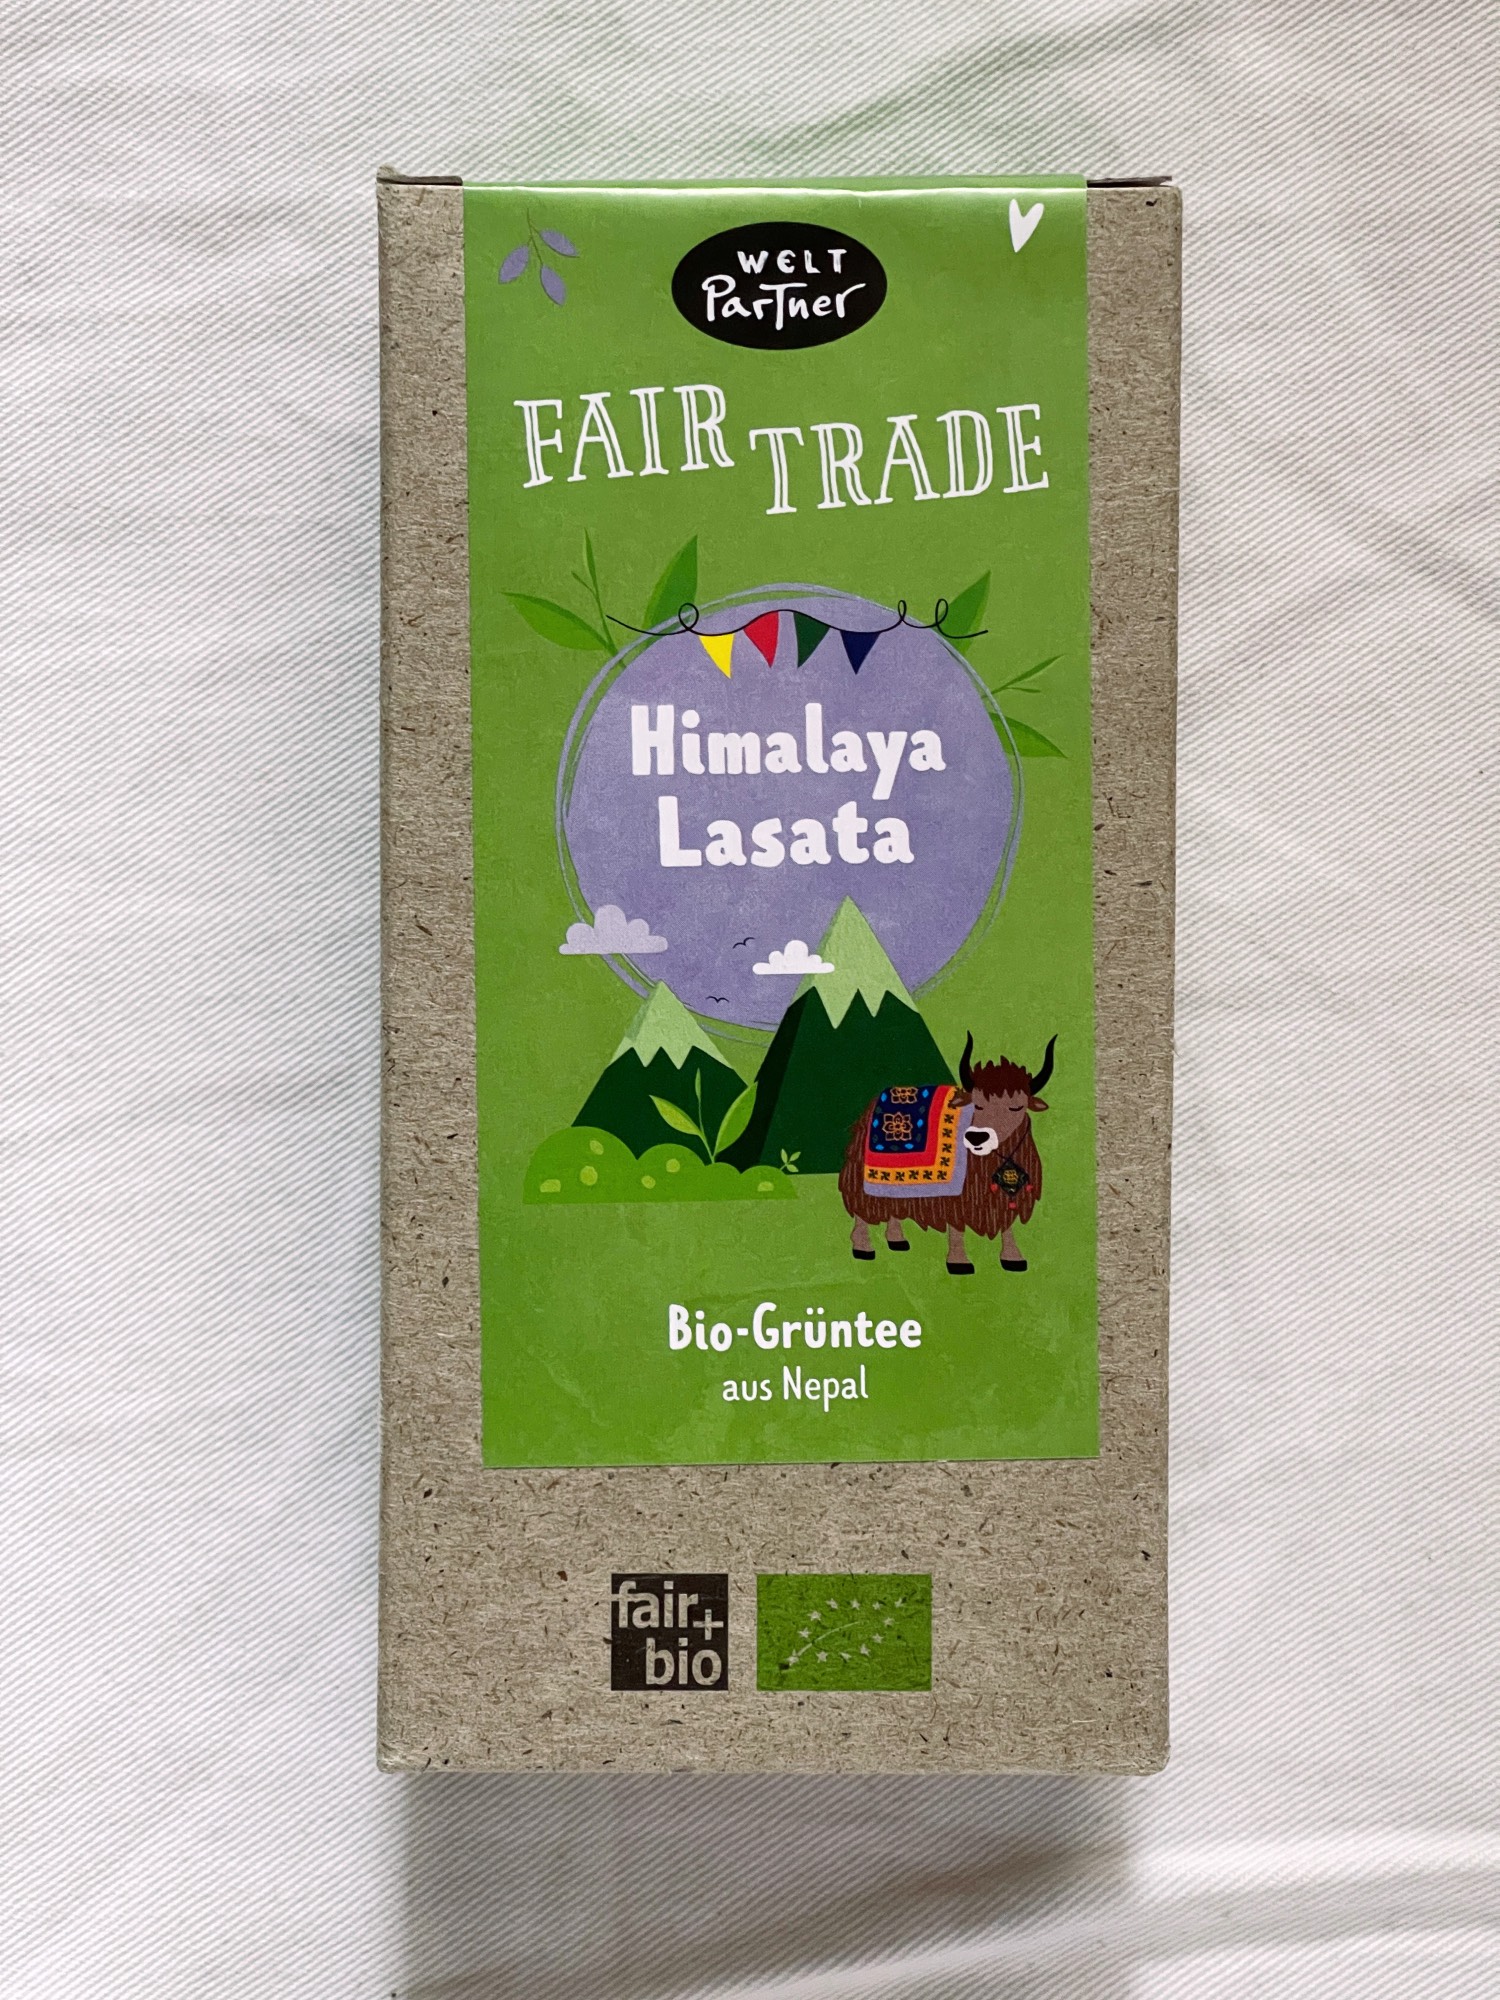 WELT
Partner
FAIR TRADE
Himalaya
Lasata
Bio-Grüntee
aus Nepal
fair+
bio